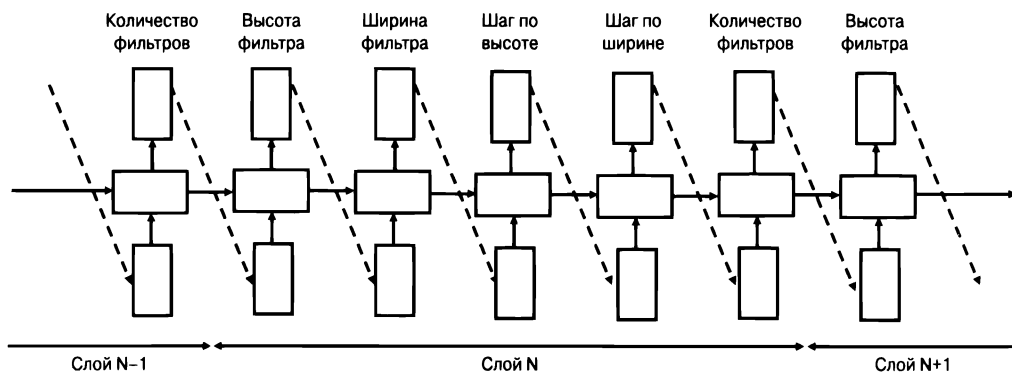 Количество
фильтров
Высота
фильтра
Ширина
фильтра
Шаг по
высоте
Шаг по
ширине
Количество
фильтров
Высота
фильтра
Слой N–1
Слой N
Слой N+1